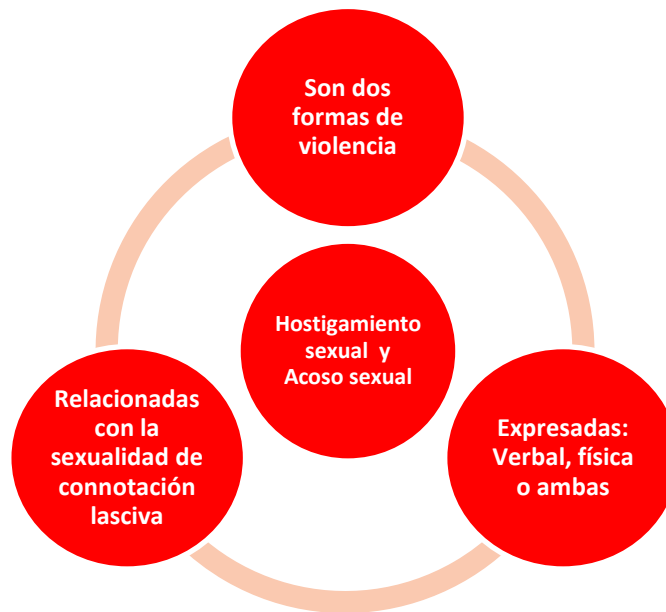 Son dos
formas de
violencia
Hostigamiento
sexual y
Acoso sexual
Relacionadas
con la
sexualidad de
connotación
lasciva
Expresadas:
Verbal, física
o ambas